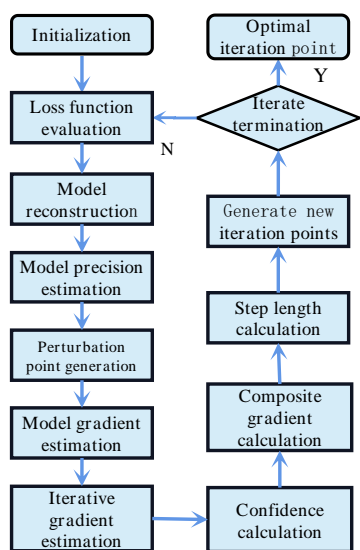 Initialization
Loss function
evaluation
Model
reconstruction
Model precision
estimation
Perturbation
point generation
Model gradient
estimation
Iterative
gradient
estimation
Confidence
calculation
Composite
gradient
calculation
Step length
calculation
Generate new
iteration points
Iterate
termination
N
Y
Optimal
iteration point